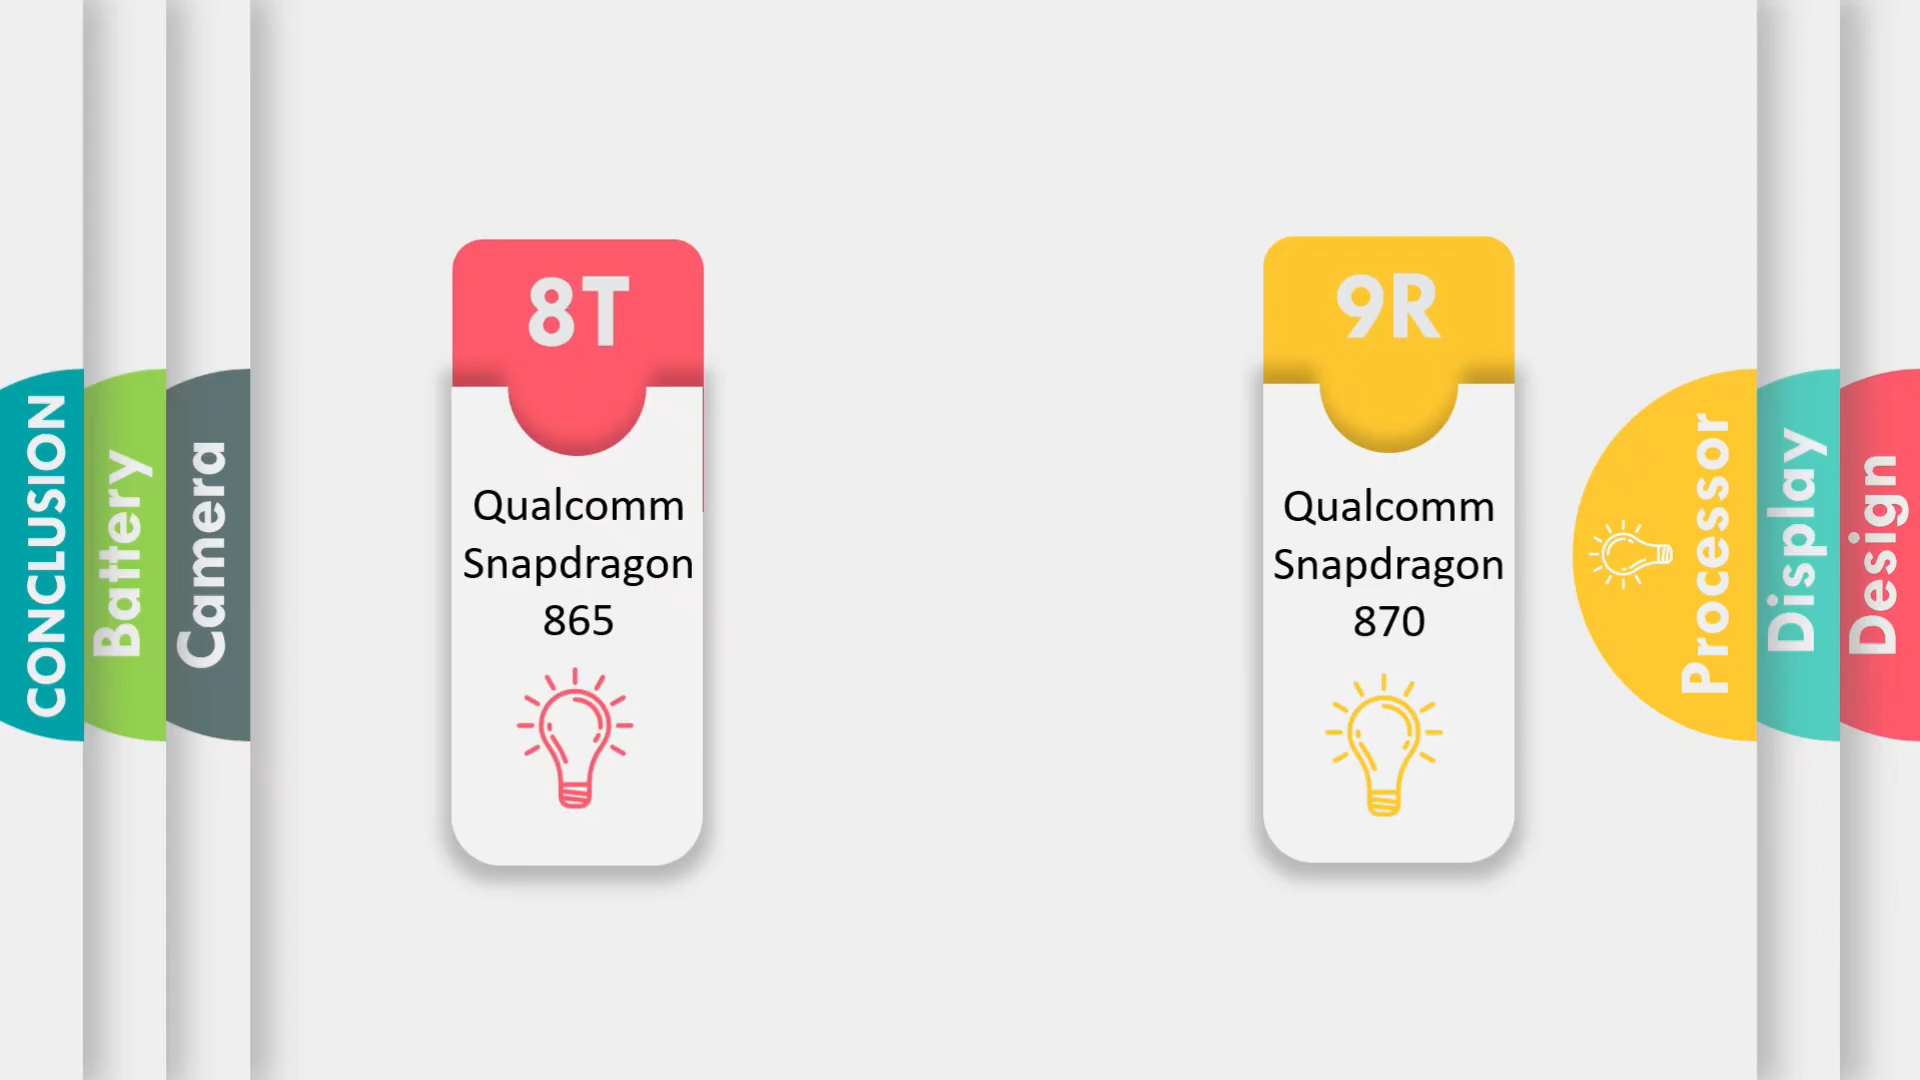 CONCLUSION
Battery
Camera
8T
Qualcomm
Snapdragon
865
9R
Qualcomm
Snapdragon
870
Processor
Display
Design